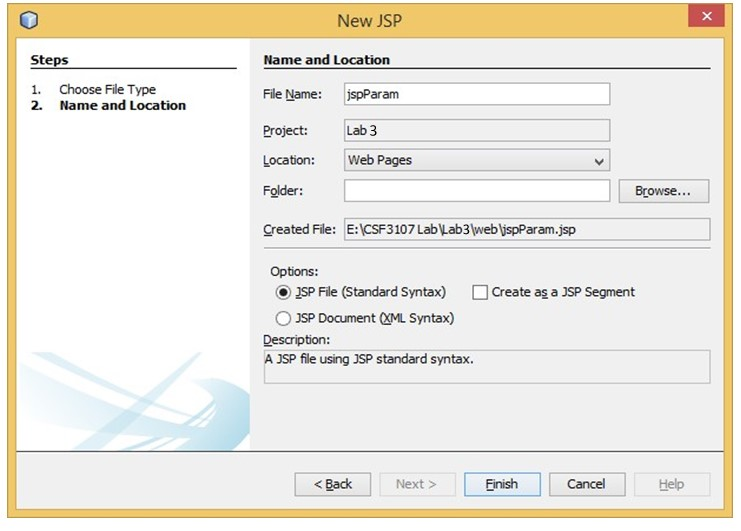 New JSP
Steps
1. Choose File Type
2. Name and Location
Name and Location
File Name: jspParam
Project: Lab 3
Location: Web Pages
Folder: Browse...
Created File: E:\CSF3107 Lab\Lab3\web\jspParam.jsp
Options:
JSP File (Standard Syntax) Create as a JSP Segment
JSP Document (XML Syntax)
Description:
A JSP file using JSP standard syntax.
< Back Next > Finish Cancel Help